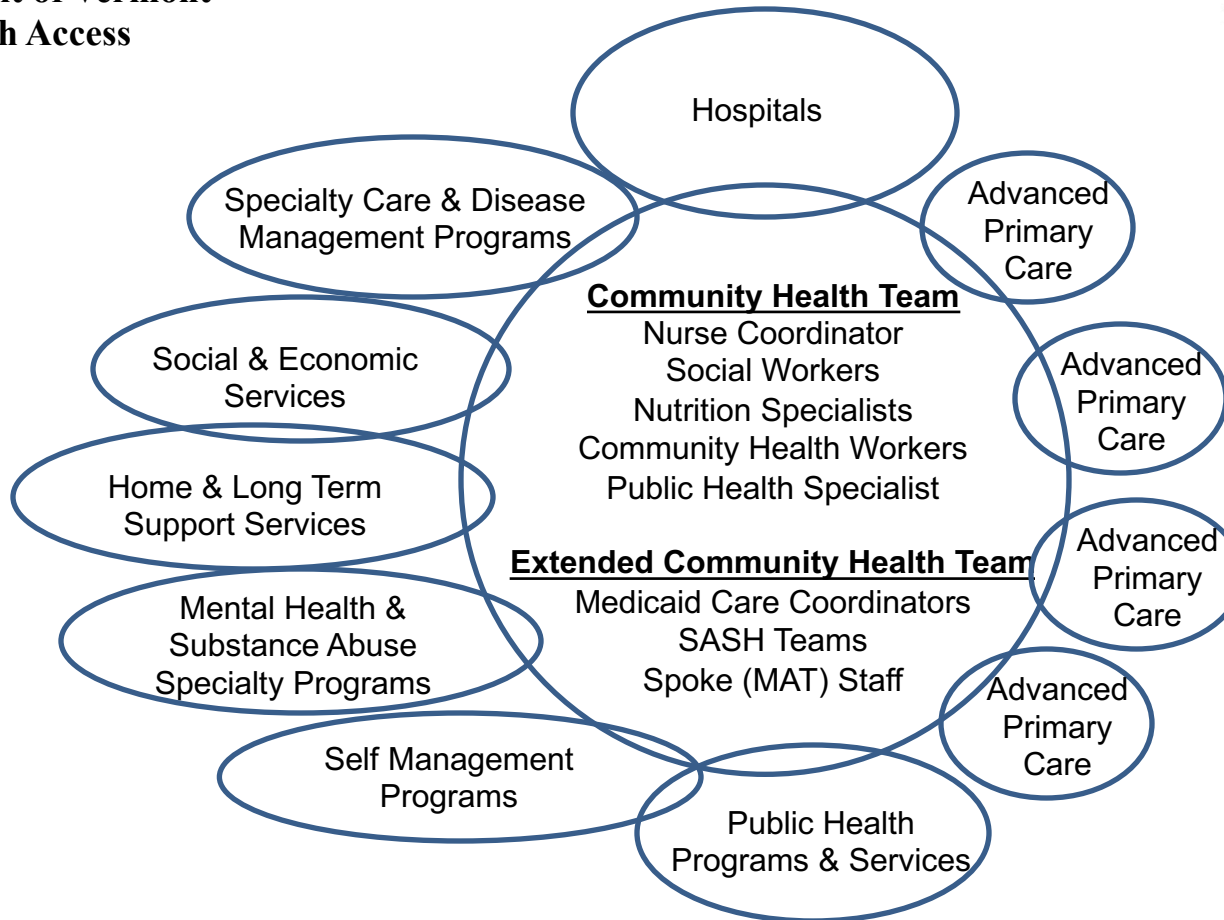 h Access
Hospitals
Specialty Care & Disease
Management Programs
Advanced
Primary
Care
Community Health Team
Nurse Coordinator
Social Workers
Nutrition Specialists
Community Health Workers
Public Health Specialist
Social & Economic
Services
Advanced
Primary
Care
Home & Long Term
Support Services
Extended Community Health Team
Medicaid Care Coordinators
SASH Teams
Spoke (MAT) Staff
Advanced
Primary
Care
Mental Health &
Substance Abuse
Specialty Programs
Advanced
Primary
Care
Self Management
Programs
Public Health
Programs & Services